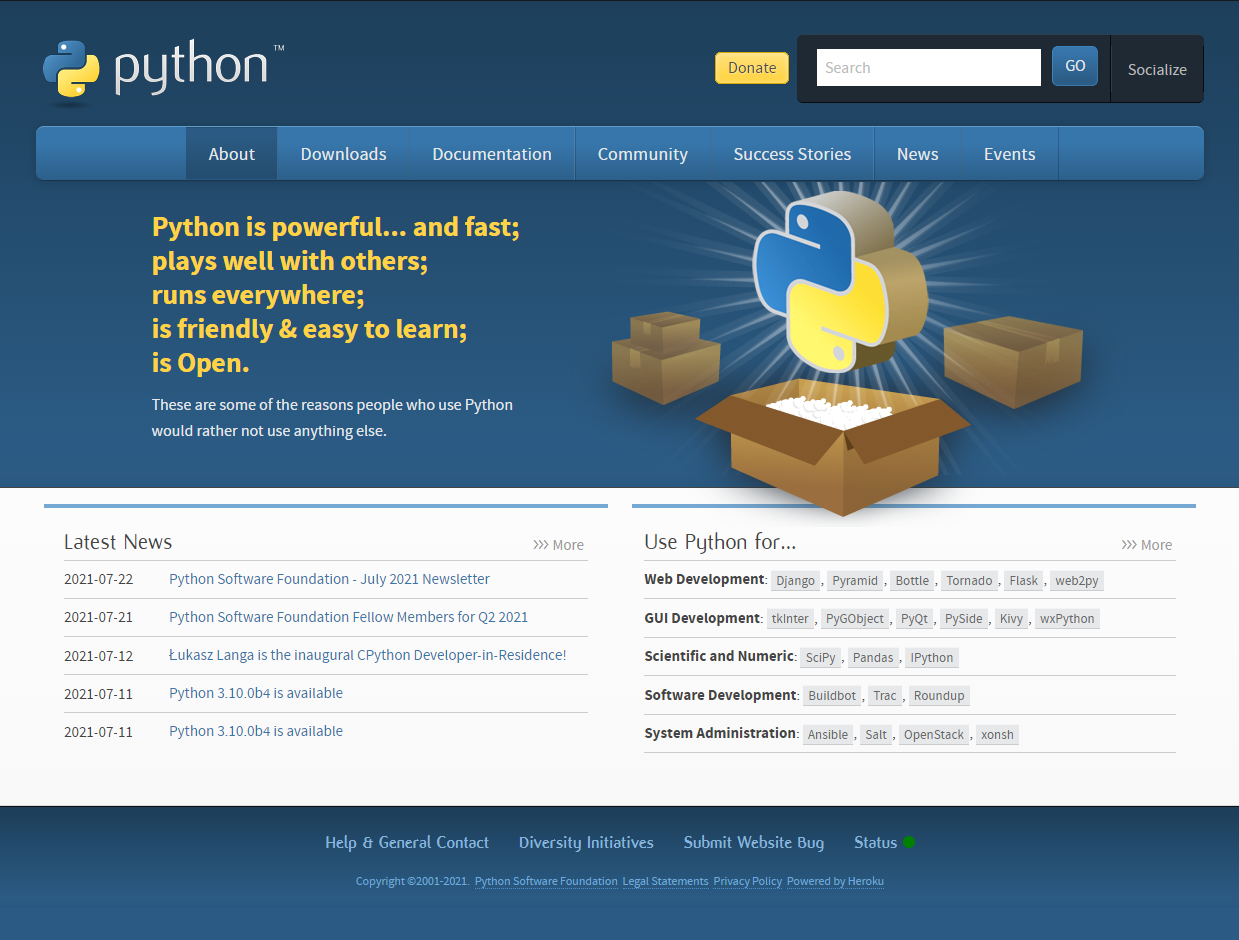 python™
Donate
Search
GO
Socialize
About Downloads Documentation Community Success Stories News Events
Python is powerful... and fast;
plays well with others;
runs everywhere;
is friendly & easy to learn;
is Open.
These are some of the reasons people who use Python
would rather not use anything else.
Latest News
>>> More
2021-07-22 Python Software Foundation - July 2021 Newsletter
2021-07-21 Python Software Foundation Fellow Members for Q2 2021
2021-07-12 Łukasz Langa is the inaugural CPython Developer-in-Residence!
2021-07-11 Python 3.10.0b4 is available
2021-07-11 Python 3.10.0b4 is available
Use Python for...
>>> More
Web Development: Django, Pyramid, Bottle, Tornado, Flask, web2py
GUI Development: tkInter, PyGObject, PyQt, PySide, Kivy, wxPython
Scientific and Numeric: SciPy, Pandas, IPython
Software Development: Buildbot, Trac, Roundup
System Administration: Ansible, Salt, OpenStack, xonsh
Help & General Contact Diversity Initiatives Submit Website Bug Status
Copyright ©2001-2021. Python Software Foundation Legal Statements Privacy Policy Powered by Heroku